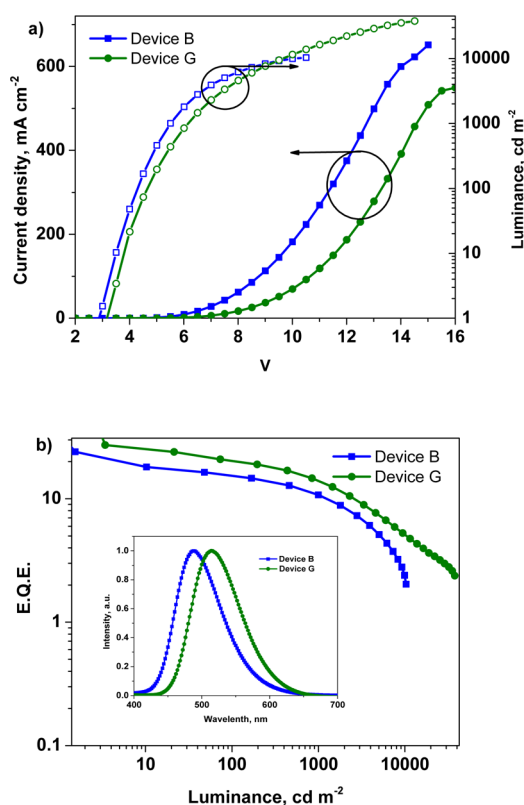 a)
Device B
Device G
600
400
200
0
Current density, mA cm-2
10000
1000
100
10
1
Luminance, cd m-2
2 4 6 8 10 12 14 16
V
b)
Device B
Device G
10
1
0.1
E.Q.E.
1.0
0.8
0.6
0.4
0.2
0.0
Intensity, a.u.
Device B
Device G
400 500 600 700
Wavelenth, nm
10 100 1000 10000
Luminance, cd m-2